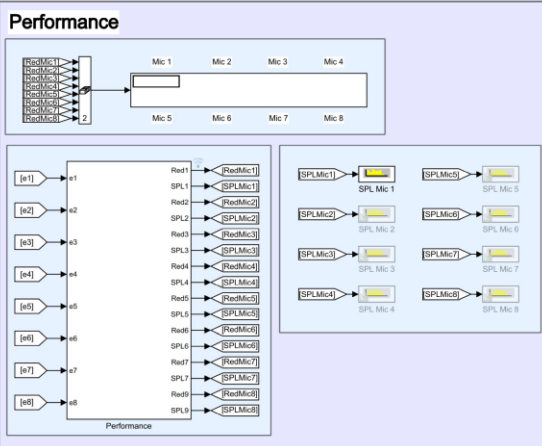 Performance
Mic 1 Mic 2 Mic 3 Mic 4
[RedMic1]
[RedMic2]
[RedMic3]
[RedMic4]
[RedMic5]
[RedMic6]
[RedMic7]
[RedMic8]
2
Mic 5 Mic 6 Mic 7 Mic 8
[e1] e1 Red1 [RedMic1]
SPL1 [SPLMic1]
[e2] e2 Red2 [RedMic2]
SPL2 [SPLMic2]
[e3] e3 Red3 [RedMic3]
SPL3 [SPLMic3]
[e4] e4 Red4 [RedMic4]
SPL4 [SPLMic4]
[e5] e5 Red5 [RedMic5]
SPL5 [SPLMic5]
[e6] e6 Red6 [RedMic6]
SPL6 [SPLMic6]
[e7] e7 Red7 [RedMic7]
SPL7 [SPLMic7]
[e8] e8 Red9 [RedMic8]
SPL9 [SPLMic8]
Performance
[SPLMic1] [SPLMic5]
SPL Mic 1 SPL Mic 5
[SPLMic2] [SPLMic6]
SPL Mic 2 SPL Mic 6
[SPLMic3] [SPLMic7]
SPL Mic 3 SPL Mic 7
[SPLMic4] [SPLMic8]
SPL Mic 4 SPL Mic 8